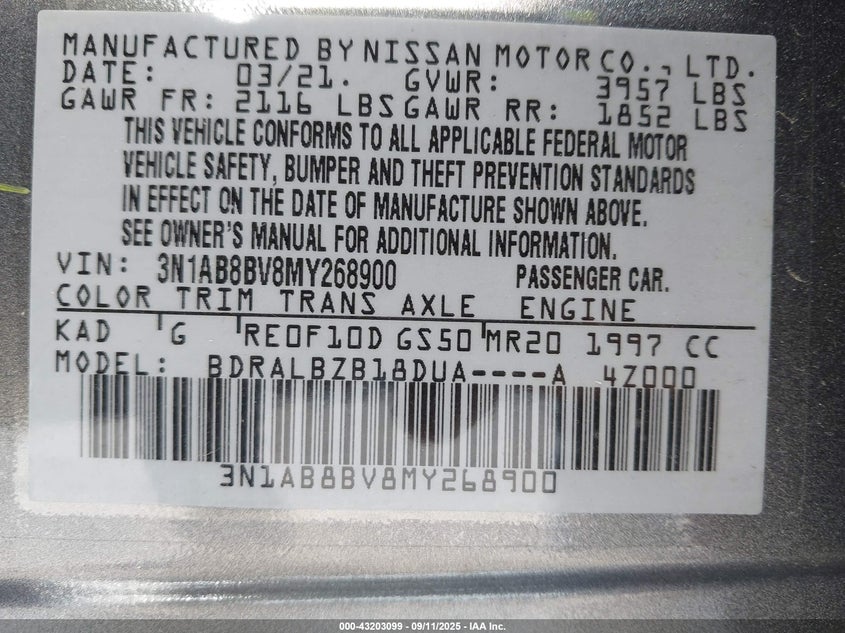 MANUFACTURED BY NISSAN MOTOR CO., LTD.
DATE: 03/21. GVWR: 3957 LBS
GAWR FR: 2116 LBS GAWR RR: 1852 LBS
THIS VEHICLE CONFORMS TO ALL APPLICABLE FEDERAL MOTOR
VEHICLE SAFETY, BUMPER AND THEFT PREVENTION STANDARDS
IN EFFECT ON THE DATE OF MANUFACTURE SHOWN ABOVE.
SEE OWNER'S MANUAL FOR ADDITIONAL INFORMATION.
VIN: 3N1AB8BV8MY268900 PASSENGER CAR.
COLOR TRIM TRANS AXLE ENGINE
KAD G RE0F10D GS50 MR20 1997 CC
MODEL: BDRALBZB18DUA----A 4Z000
3N1AB8BV8MY268900
000-43203099 - 09/11/2025 - IAA Inc.